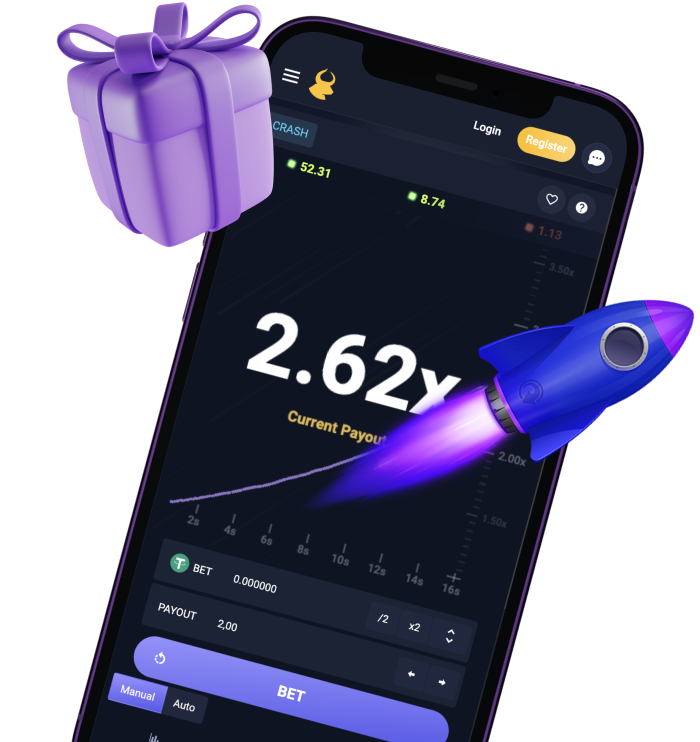 Login
Register
CRASH
52.31
8.74
1.13
3.50x
2.62x
Current Payout
2.00x
1.50x
2s 4s 6s 8s 10s 12s 14s 16s
BET 0.000000 /2 x2
PAYOUT 2,00
BET
Manual Auto